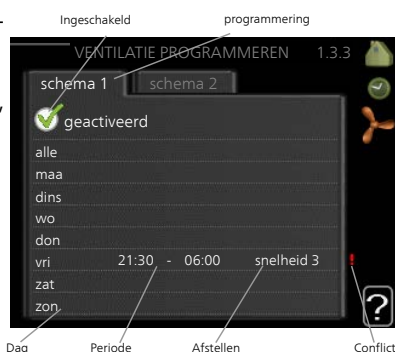 Ingeschakeld programmering
VENTILATIE PROGRAMMEREN 1.3.3
schema 1 schema 2
geactiveerd
alle
maa
dins
wo
don
vri 21:30 - 06:00 snelheid 3 !
zat
zon
?
Dag Periode Afstellen Conflict